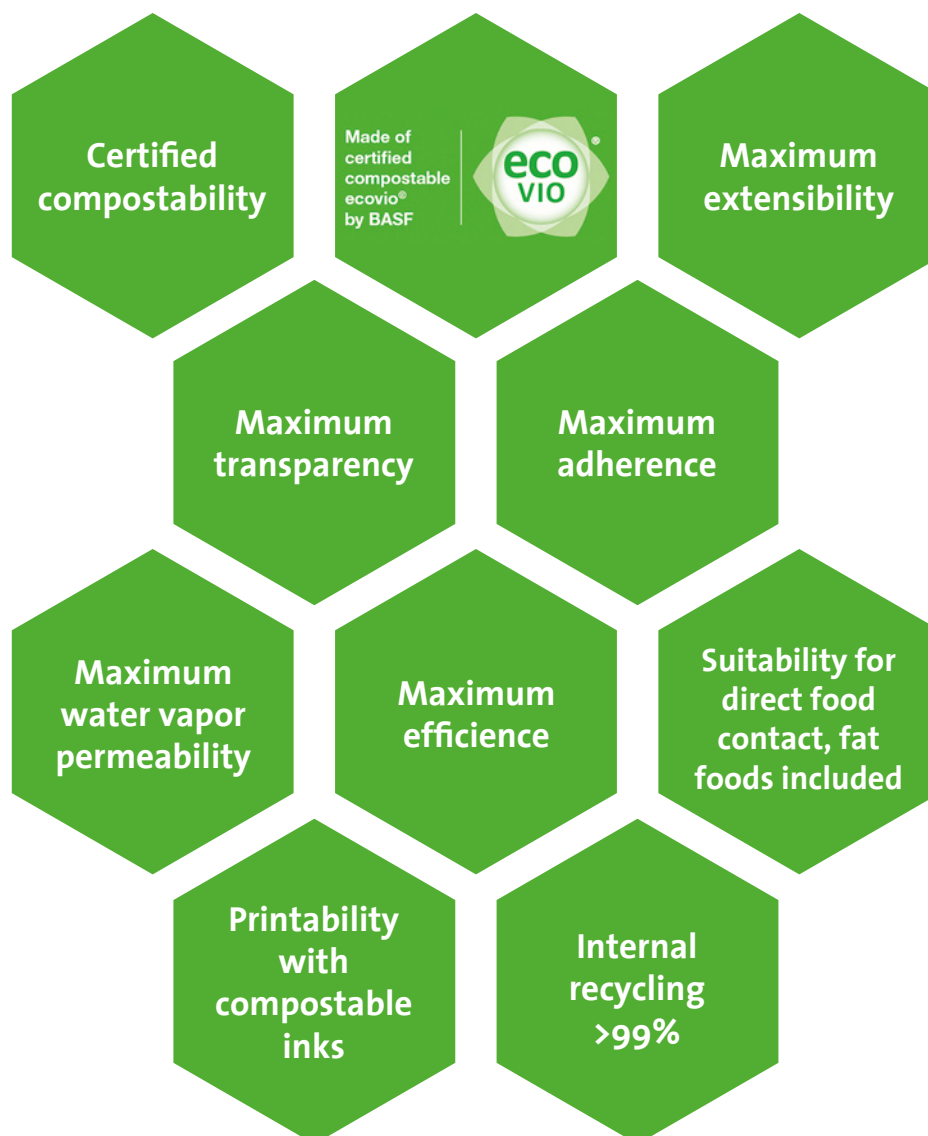 Certified
compostability
Made of
certified
compostable
ecovio®
by BASF
eco
VIO
®
Maximum
extensibility
Maximum
transparency
Maximum
adherence
Maximum
water vapor
permeability
Maximum
efficience
Suitability for
direct food
contact, fat
foods included
Printability
with
compostable
inks
Internal
recycling
>99%